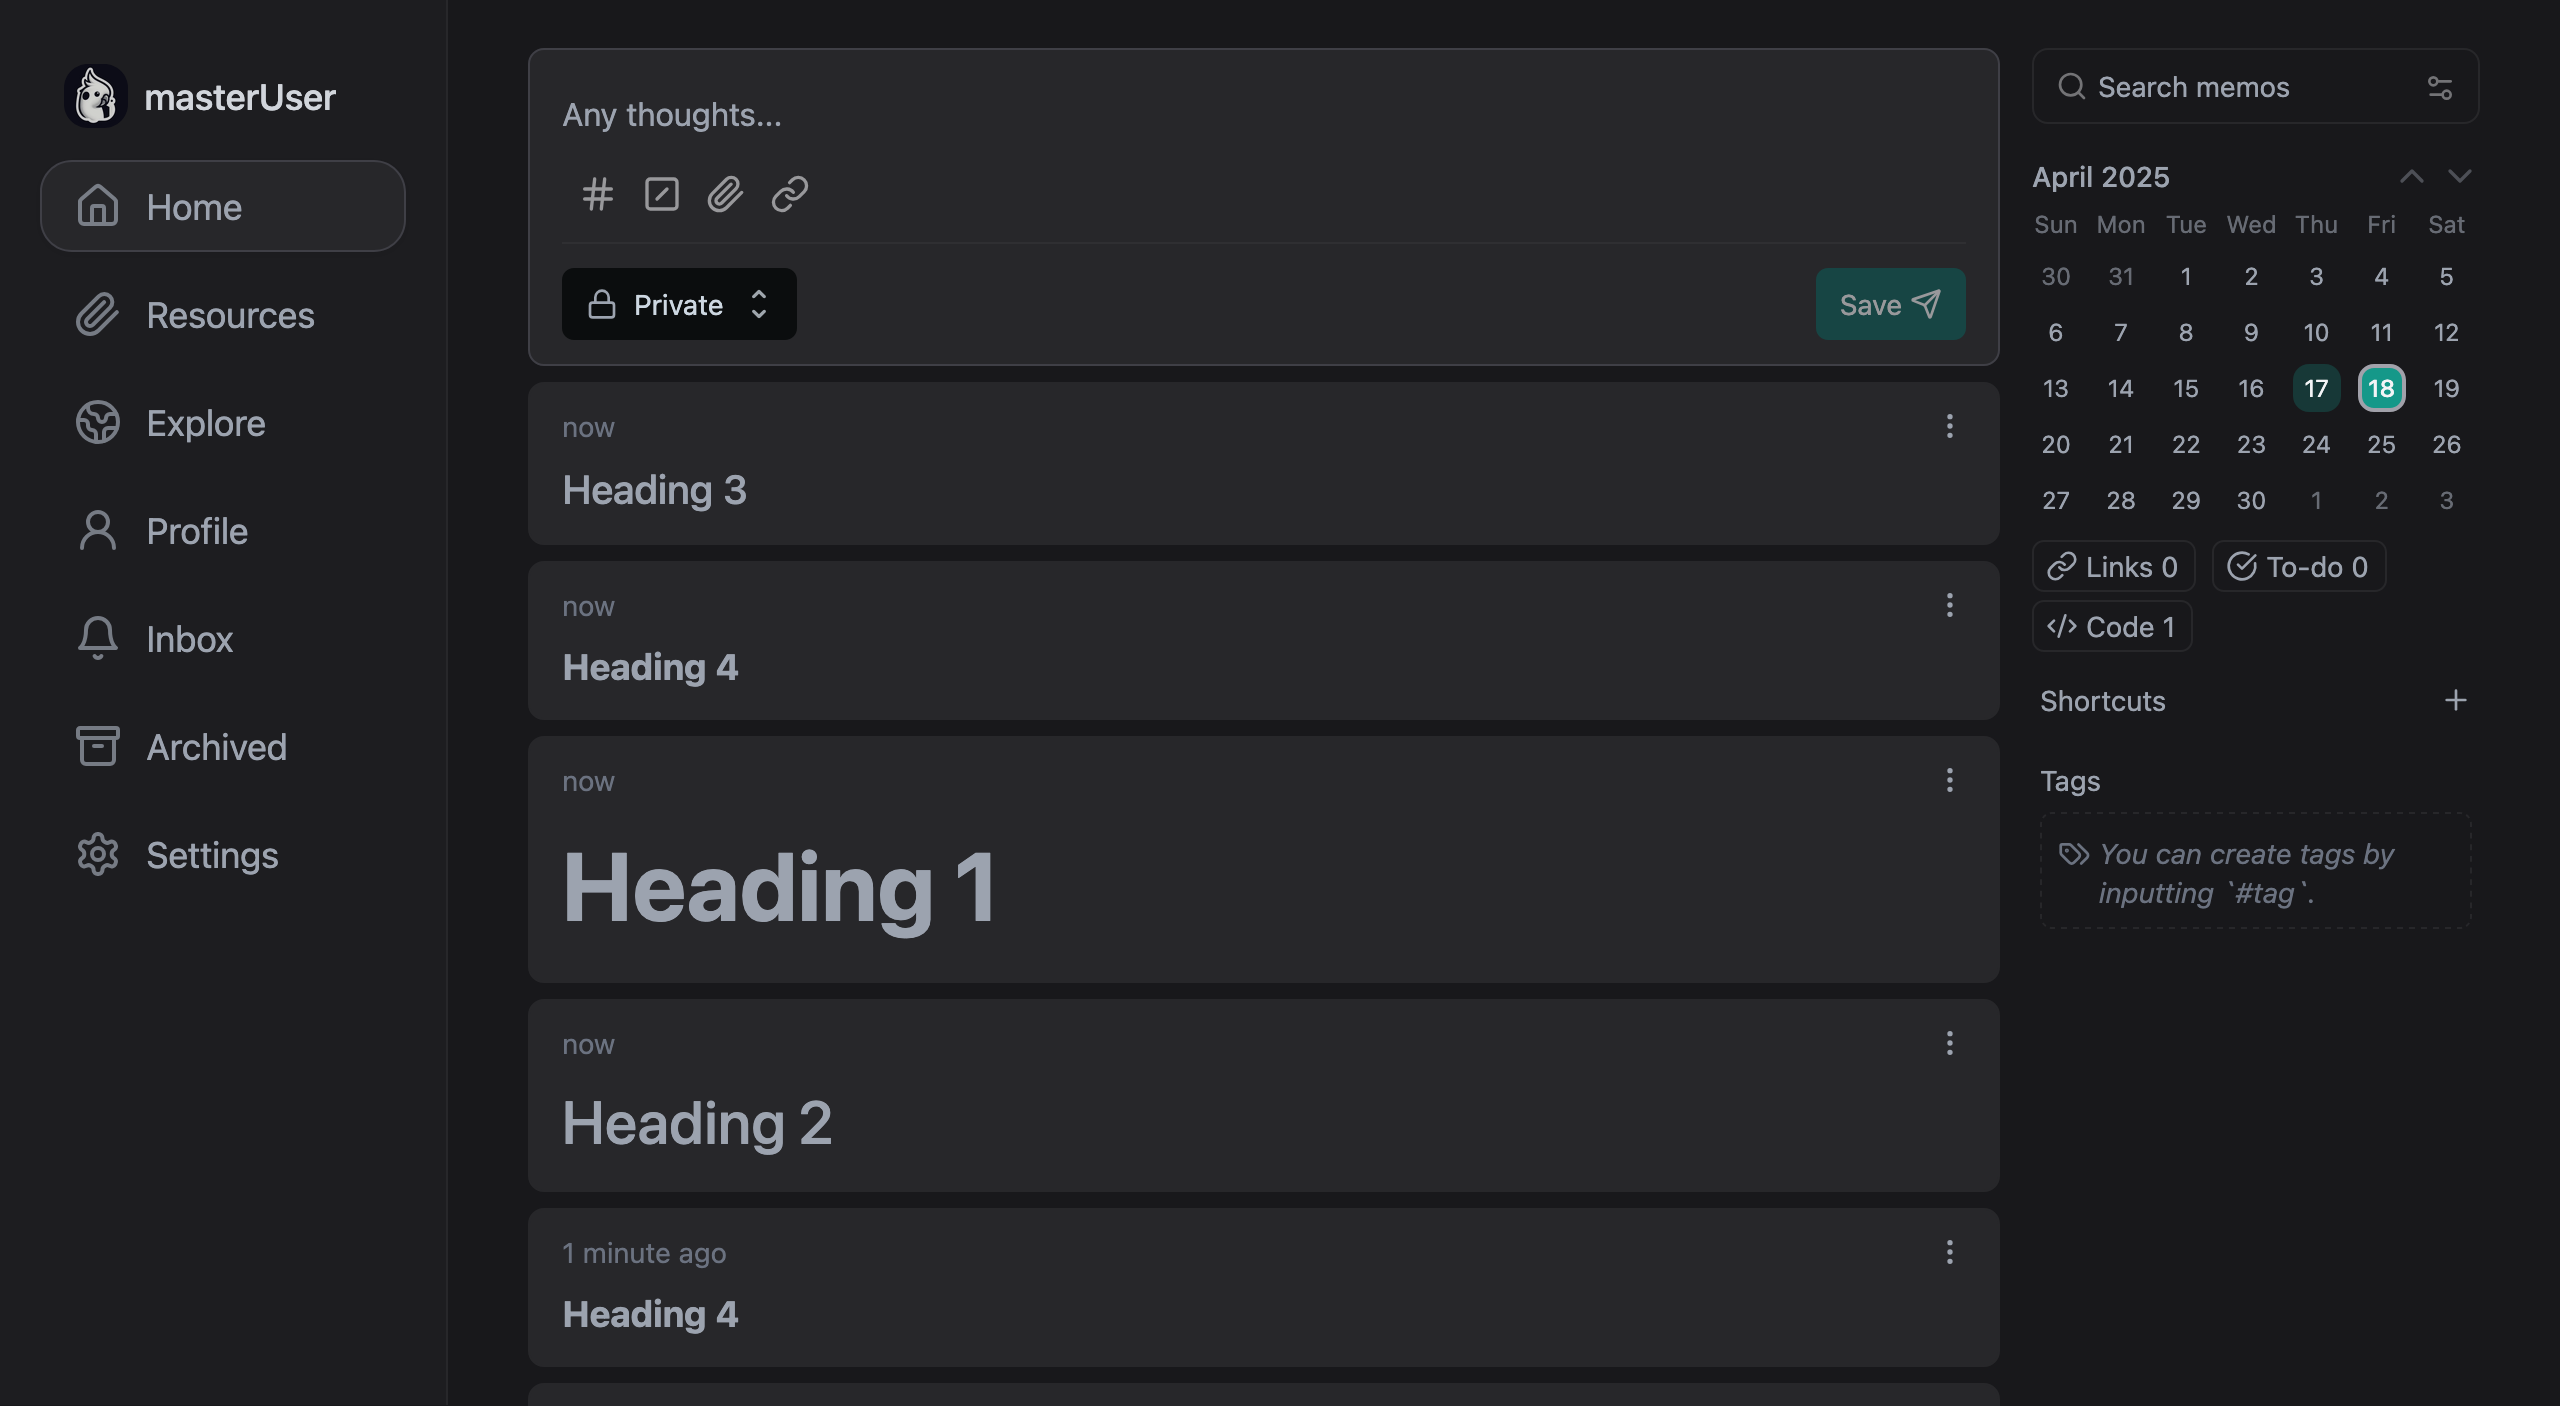 masterUser
Home
Resources
Explore
Profile
Inbox
Archived
Settings
Any thoughts...
Private
Save
now
Heading 3
now
Heading 4
now
Heading 1
now
Heading 2
1 minute ago
Heading 4
Search memos
April 2025
Sun Mon Tue Wed Thu Fri Sat
30 31 1 2 3 4 5
6 7 8 9 10 11 12
13 14 15 16 17 18 19
20 21 22 23 24 25 26
27 28 29 30 1 2 3
Links 0 To-do 0
Code 1
Shortcuts
Tags
You can create tags by
inputting `#tag`.